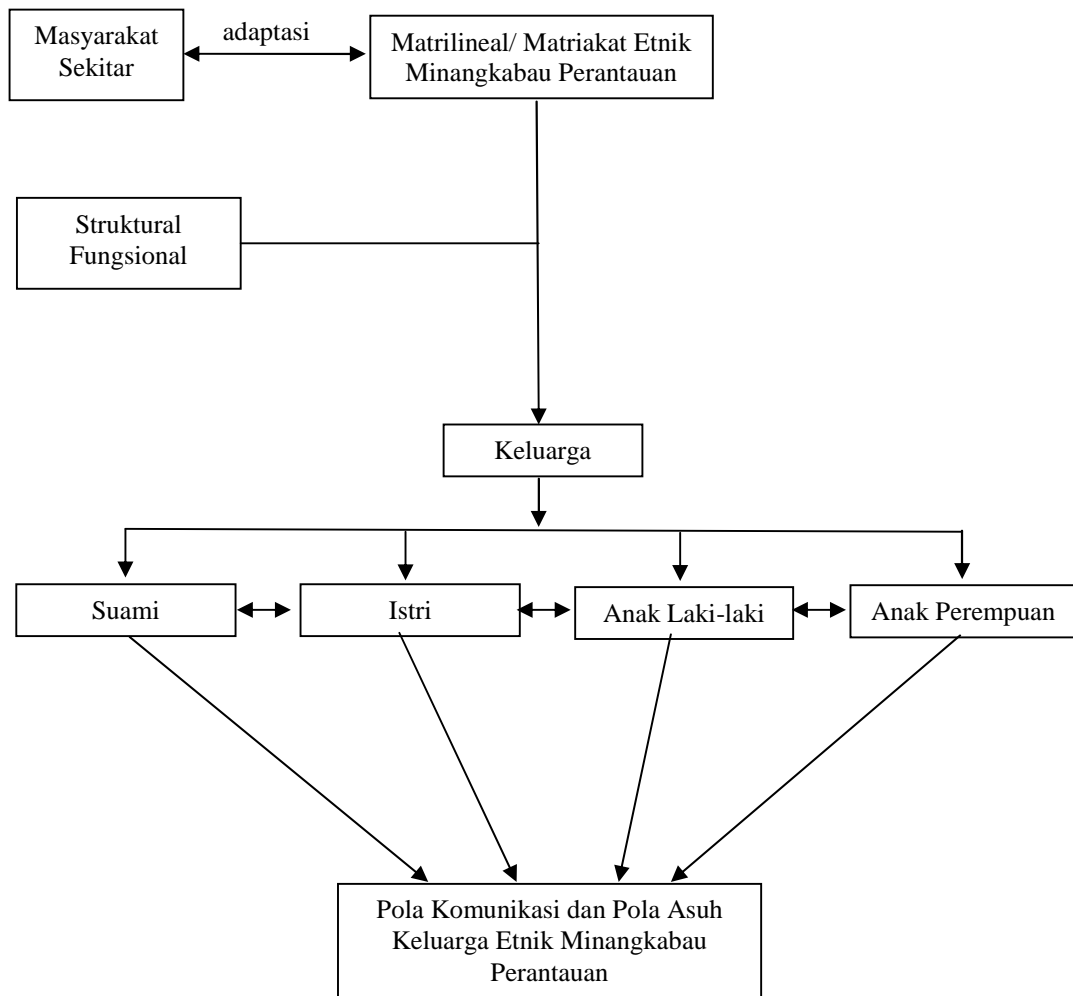 Masyarakat
Sekitar
adaptasi
Matrilineal/ Matriakat Etnik
Minangkabau Perantauan
Struktural
Fungsional
Keluarga
Suami
Istri
Anak Laki-laki
Anak Perempuan
Pola Komunikasi dan Pola Asuh
Keluarga Etnik Minangkabau
Perantauan